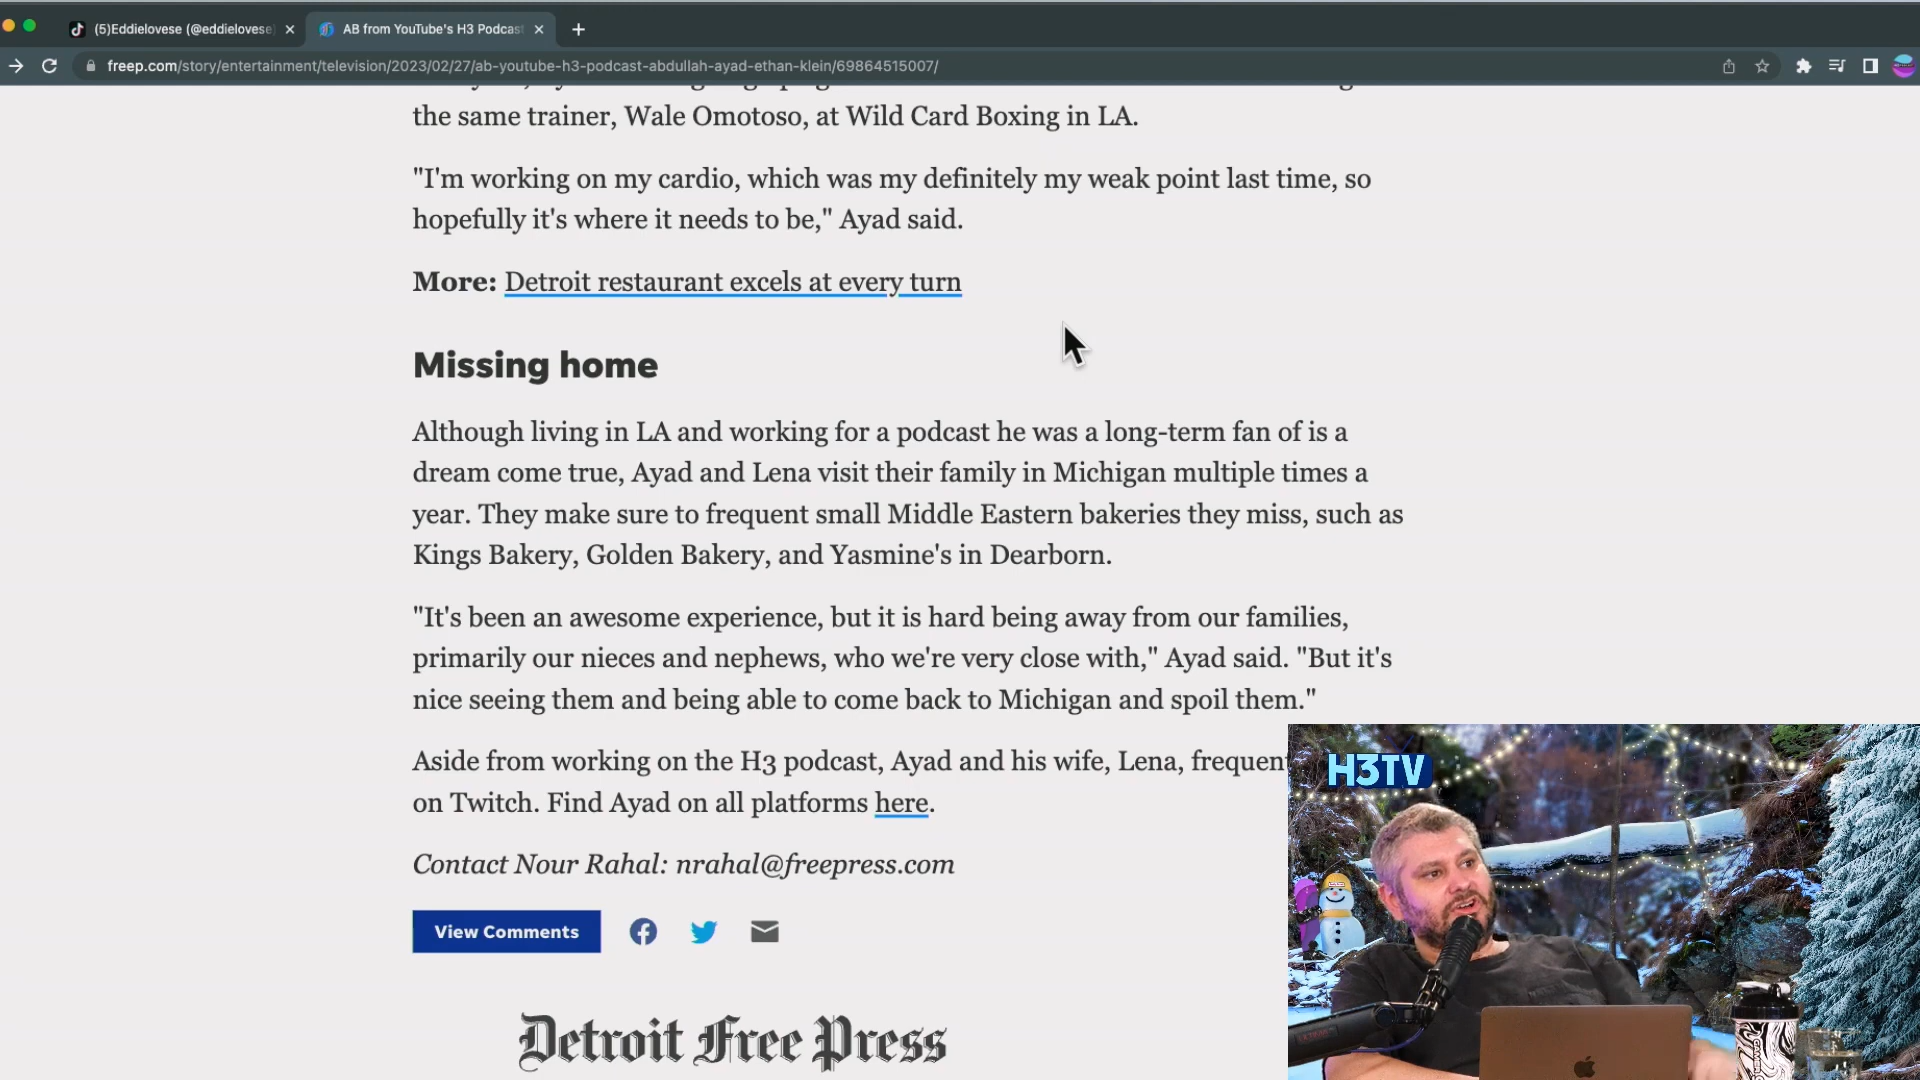 (5)Eddielovese (@eddielovese)
AB from YouTube's H3 Podcast
freep.com/story/entertainment/television/2023/02/27/ab-youtube-h3-podcast-abdullah-ayad-ethan-klein/69864515007/
the same trainer, Wale Omotoso, at Wild Card Boxing in LA.
"I'm working on my cardio, which was my definitely my weak point last time, so
hopefully it's where it needs to be," Ayad said.
More: Detroit restaurant excels at every turn
Missing home
Although living in LA and working for a podcast he was a long-term fan of is a
dream come true, Ayad and Lena visit their family in Michigan multiple times a
year. They make sure to frequent small Middle Eastern bakeries they miss, such as
Kings Bakery, Golden Bakery, and Yasmine's in Dearborn.
"It's been an awesome experience, but it is hard being away from our families,
primarily our nieces and nephews, who we're very close with," Ayad said. "But it's
nice seeing them and being able to come back to Michigan and spoil them."
Aside from working on the H3 podcast, Ayad and his wife, Lena, frequent
on Twitch. Find Ayad on all platforms here.
Contact Nour Rahal: nrahal@freepress.com
View Comments
Detroit Free Press
H3TV